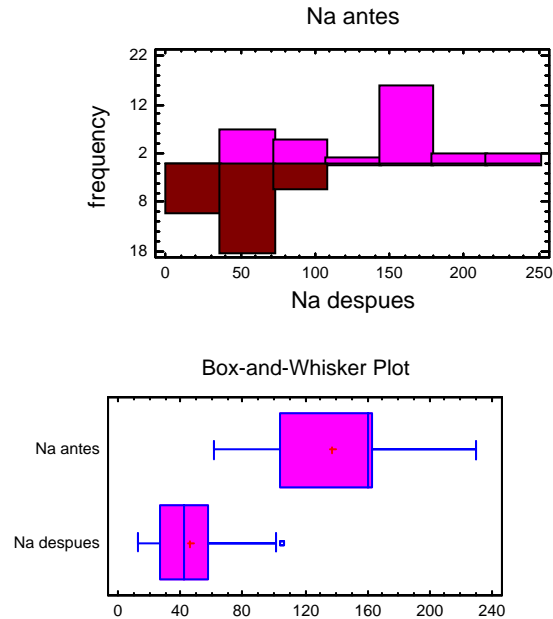 Na antes
22
12
2
8
18
frequency
0 50 100 150 200 250
Na despues
Box-and-Whisker Plot
Na antes
Na despues
0 40 80 120 160 200 240